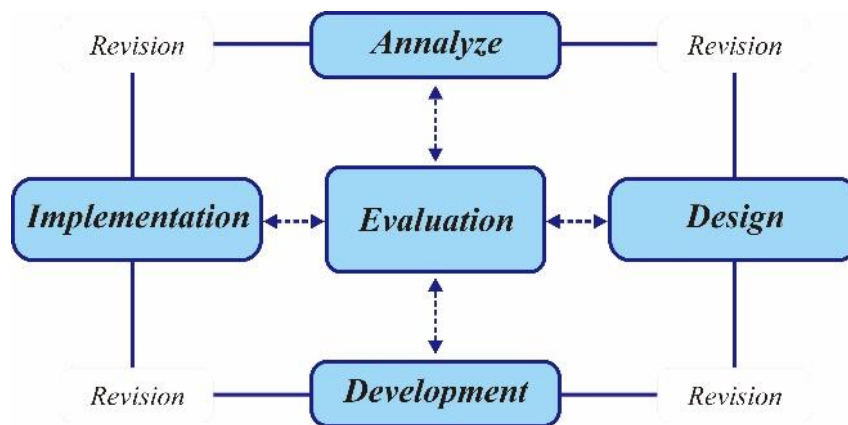 Revision
Annalyze
Revision
Implementation
Evaluation
Design
Revision
Development
Revision